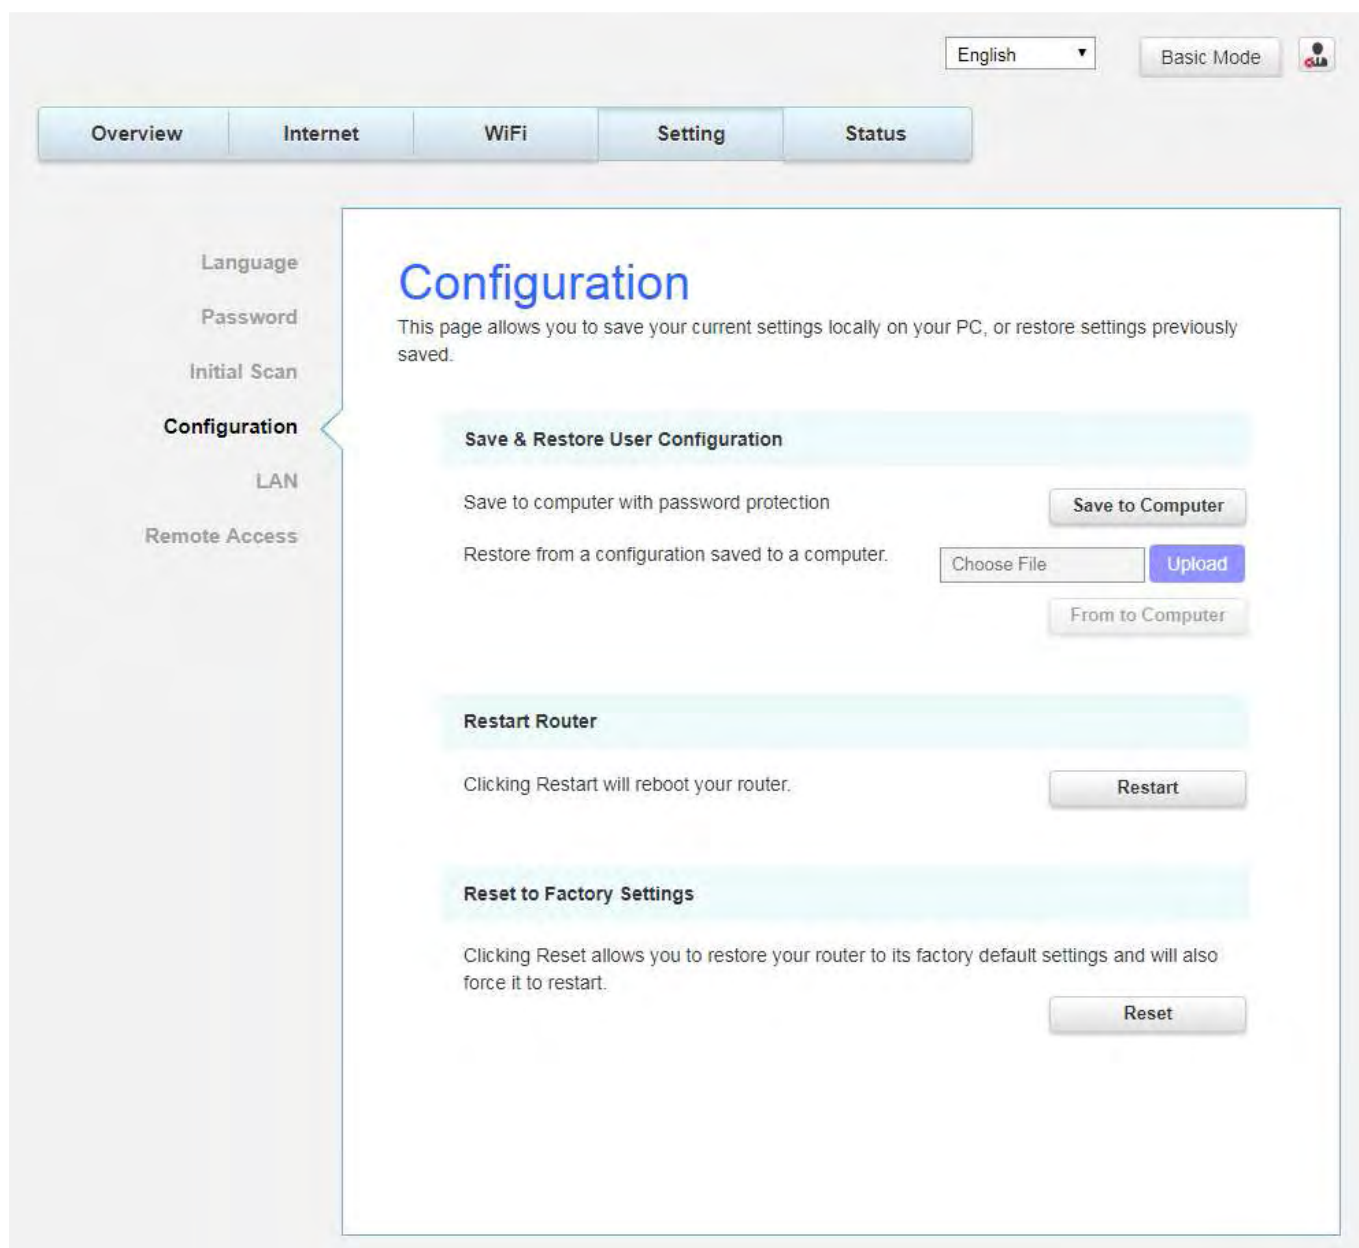 English
Basic Mode
Overview Internet WiFi Setting Status
Language
Password
Initial Scan
Configuration
LAN
Remote Access
Configuration
This page allows you to save your current settings locally on your PC, or restore settings previously
saved.
Save & Restore User Configuration
Save to computer with password protection
Save to Computer
Restore from a configuration saved to a computer.
Choose File
Upload
From to Computer
Restart Router
Clicking Restart will reboot your router.
Restart
Reset to Factory Settings
Clicking Reset allows you to restore your router to its factory default settings and will also
force it to restart.
Reset